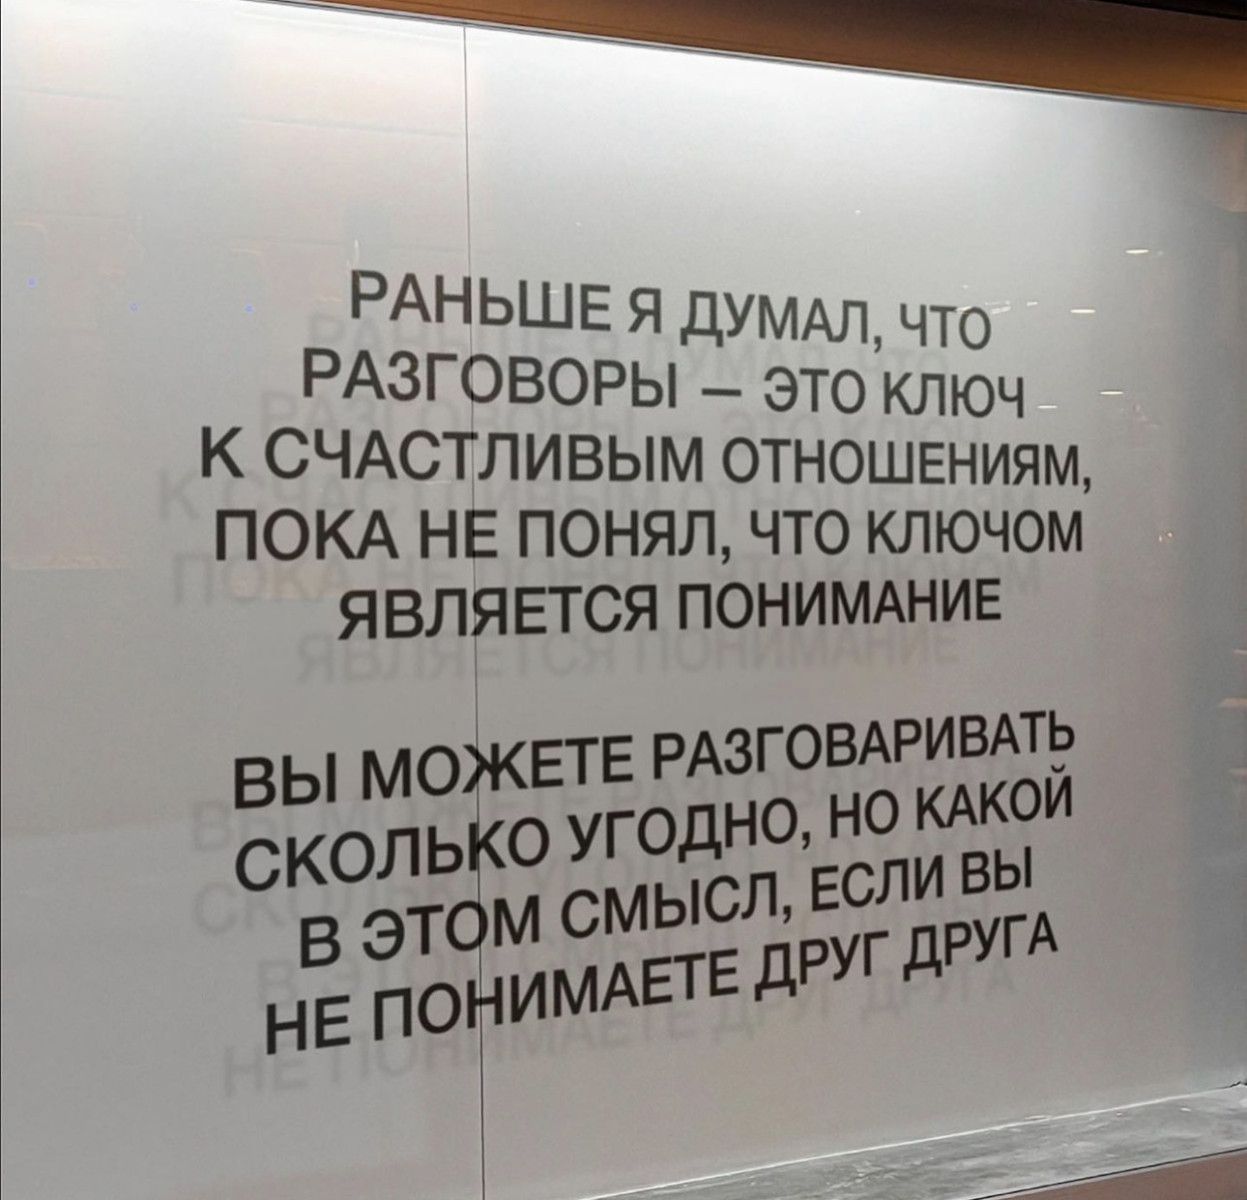 РАНЬШЕ Я ДУМАЛ, ЧТО
РАЗГОВОРЫ — ЭТО КЛЮЧ
К СЧАСТЛИВЫМ ОТНОШЕНИЯМ,
ПОКА НЕ ПОНЯЛ, ЧТО КЛЮЧОМ
ЯВЛЯЕТСЯ ПОНИМАНИЕ
ВЫ МОЖЕТЕ РАЗГОВАРИВАТЬ
СКОЛЬКО УГОДНО, НО КАКОЙ
В ЭТОМ СМЫСЛ, ЕСЛИ ВЫ
НЕ ПОНИМАЕТЕ ДРУГ ДРУГА